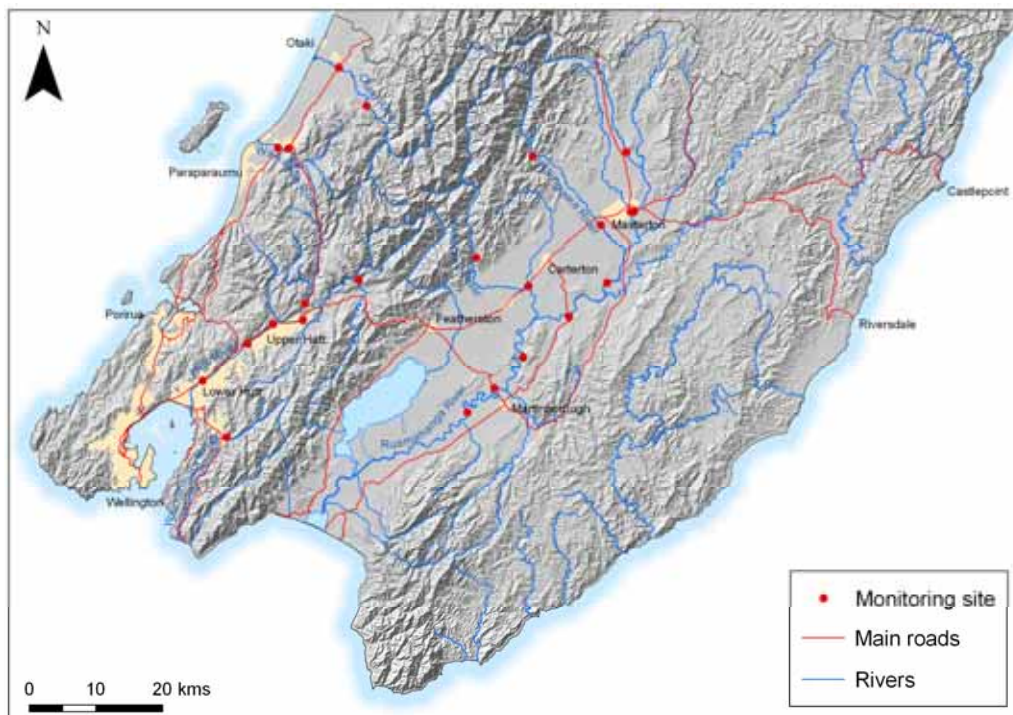 N
Otaki
Paraparaumu
Masterton
Castlepoint
Carterton
Porirua
Featherston
Riversdale
Upper Hutt
Lower Hutt
Martinborough
Wellington
Monitoring site
Main roads
Rivers
0 10 20 kms